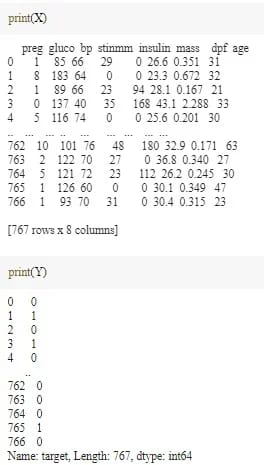 print(X)
preg gluco bp stinmm insulin mass dpf age
0 1 85 66 29 0 26.6 0.351 31
1 8 183 64 0 0 23.3 0.672 32
2 1 89 66 23 94 28.1 0.167 21
3 0 137 40 35 168 43.1 2.288 33
4 5 116 74 0 0 25.6 0.201 30
.. ... ... .. ... ... ... ... ...
762 10 101 76 48 180 32.9 0.171 63
763 2 122 70 27 0 36.8 0.340 27
764 5 121 72 23 112 26.2 0.245 30
765 1 126 60 0 0 30.1 0.349 47
766 1 93 70 31 0 30.4 0.315 23
[767 rows x 8 columns]
print(Y)
0 0
1 1
2 0
3 1
4 0
..
762 0
763 0
764 0
765 1
766 0
Name: target, Length: 767, dtype: int64